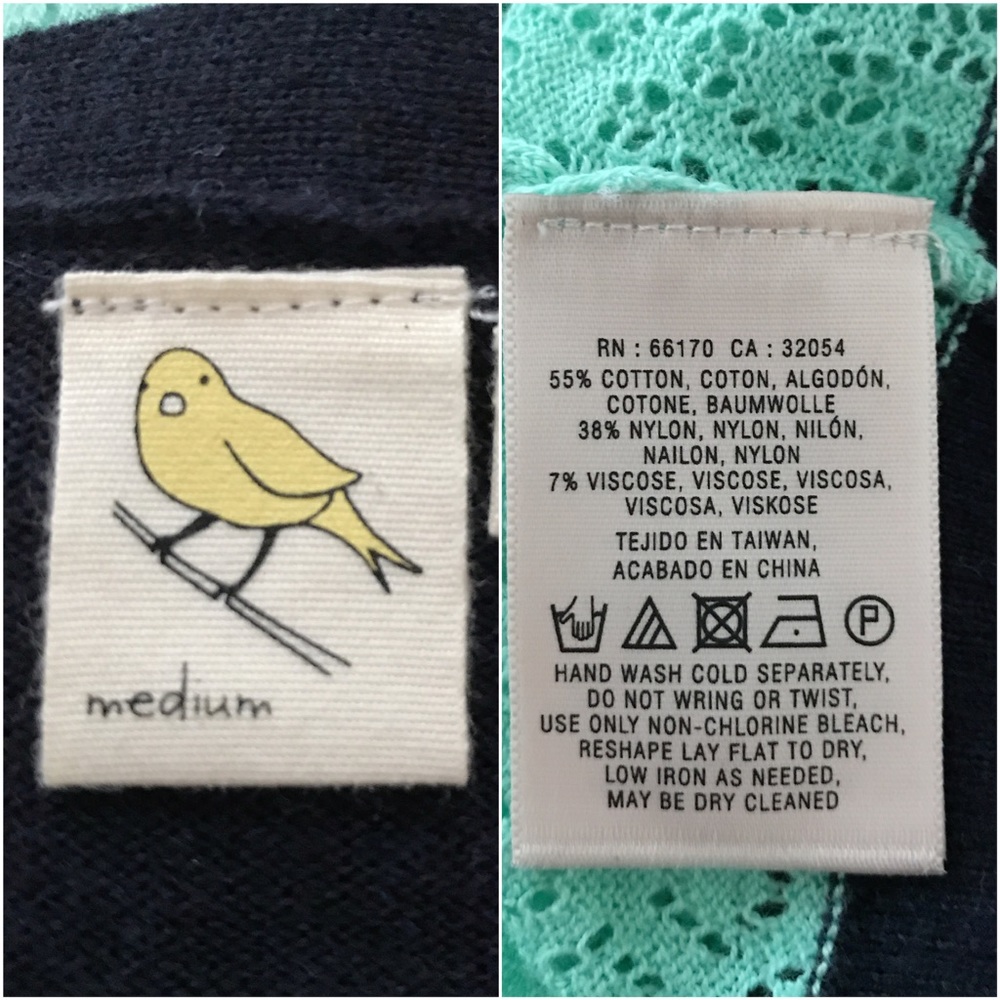 medium
RN : 66170 CA : 32054
55% COTTON, COTON, ALGODÓN,
COTONE, BAUMWOLLE
38% NYLON, NYLON, NILÓN,
NAILON, NYLON
7% VISCOSE, VISCOSE, VISCOSA,
VISCOSA, VISKOSE
TEJIDO EN TAIWAN,
ACABADO EN CHINA
P
HAND WASH COLD SEPARATELY,
DO NOT WRING OR TWIST,
USE ONLY NON-CHLORINE BLEACH,
RESHAPE LAY FLAT TO DRY,
LOW IRON AS NEEDED,
MAY BE DRY CLEANED